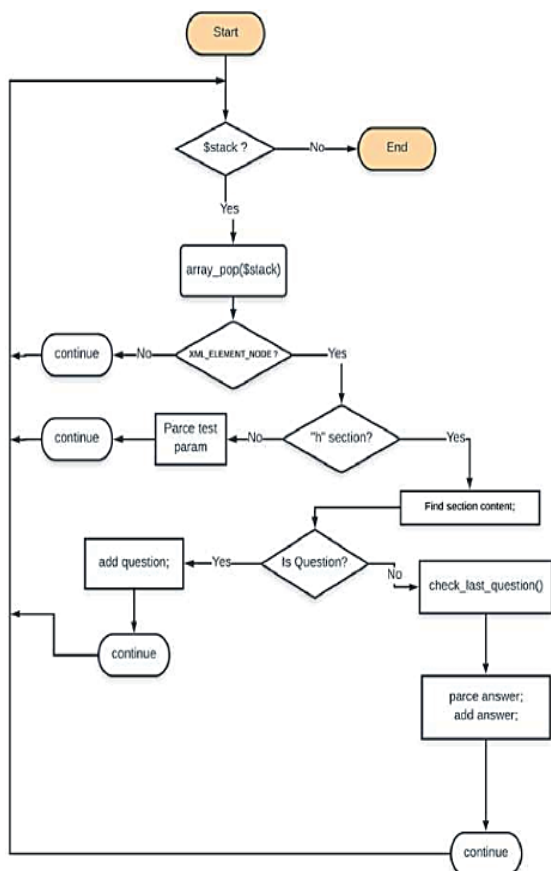 Start
$stack ?
No
End
Yes
array_pop($stack)
continue
No
XML_ELEMENT_NODE ?
Yes
continue
Parce test
param
No
"h" section?
Yes
Find section content;
add question;
Yes
Is Question?
No
check_last_question()
continue
parce answer;
add answer;
continue